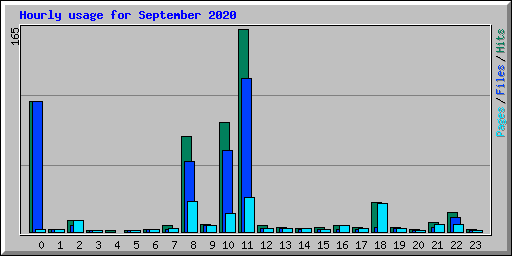 Hourly usage for September 2020
165
Pages/Files/Hits
0 1 2 3 4 5 6 7 8 9 10 11 12 13 14 15 16 17 18 19 20 21 22 23